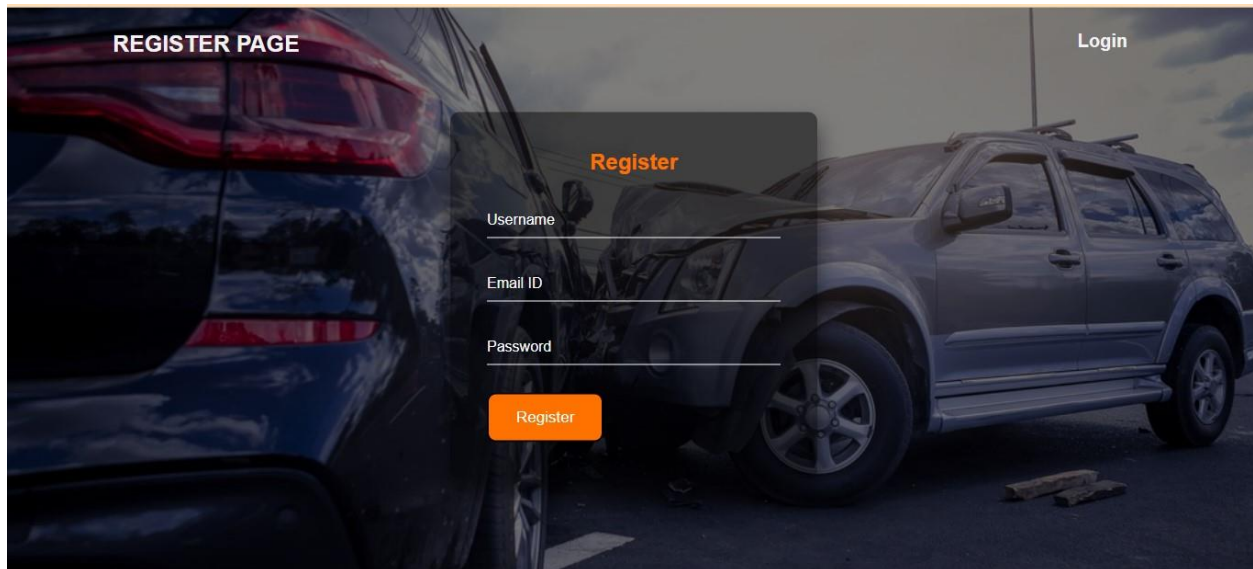 REGISTER PAGE
Login
Register
Username
Email ID
Password
Register